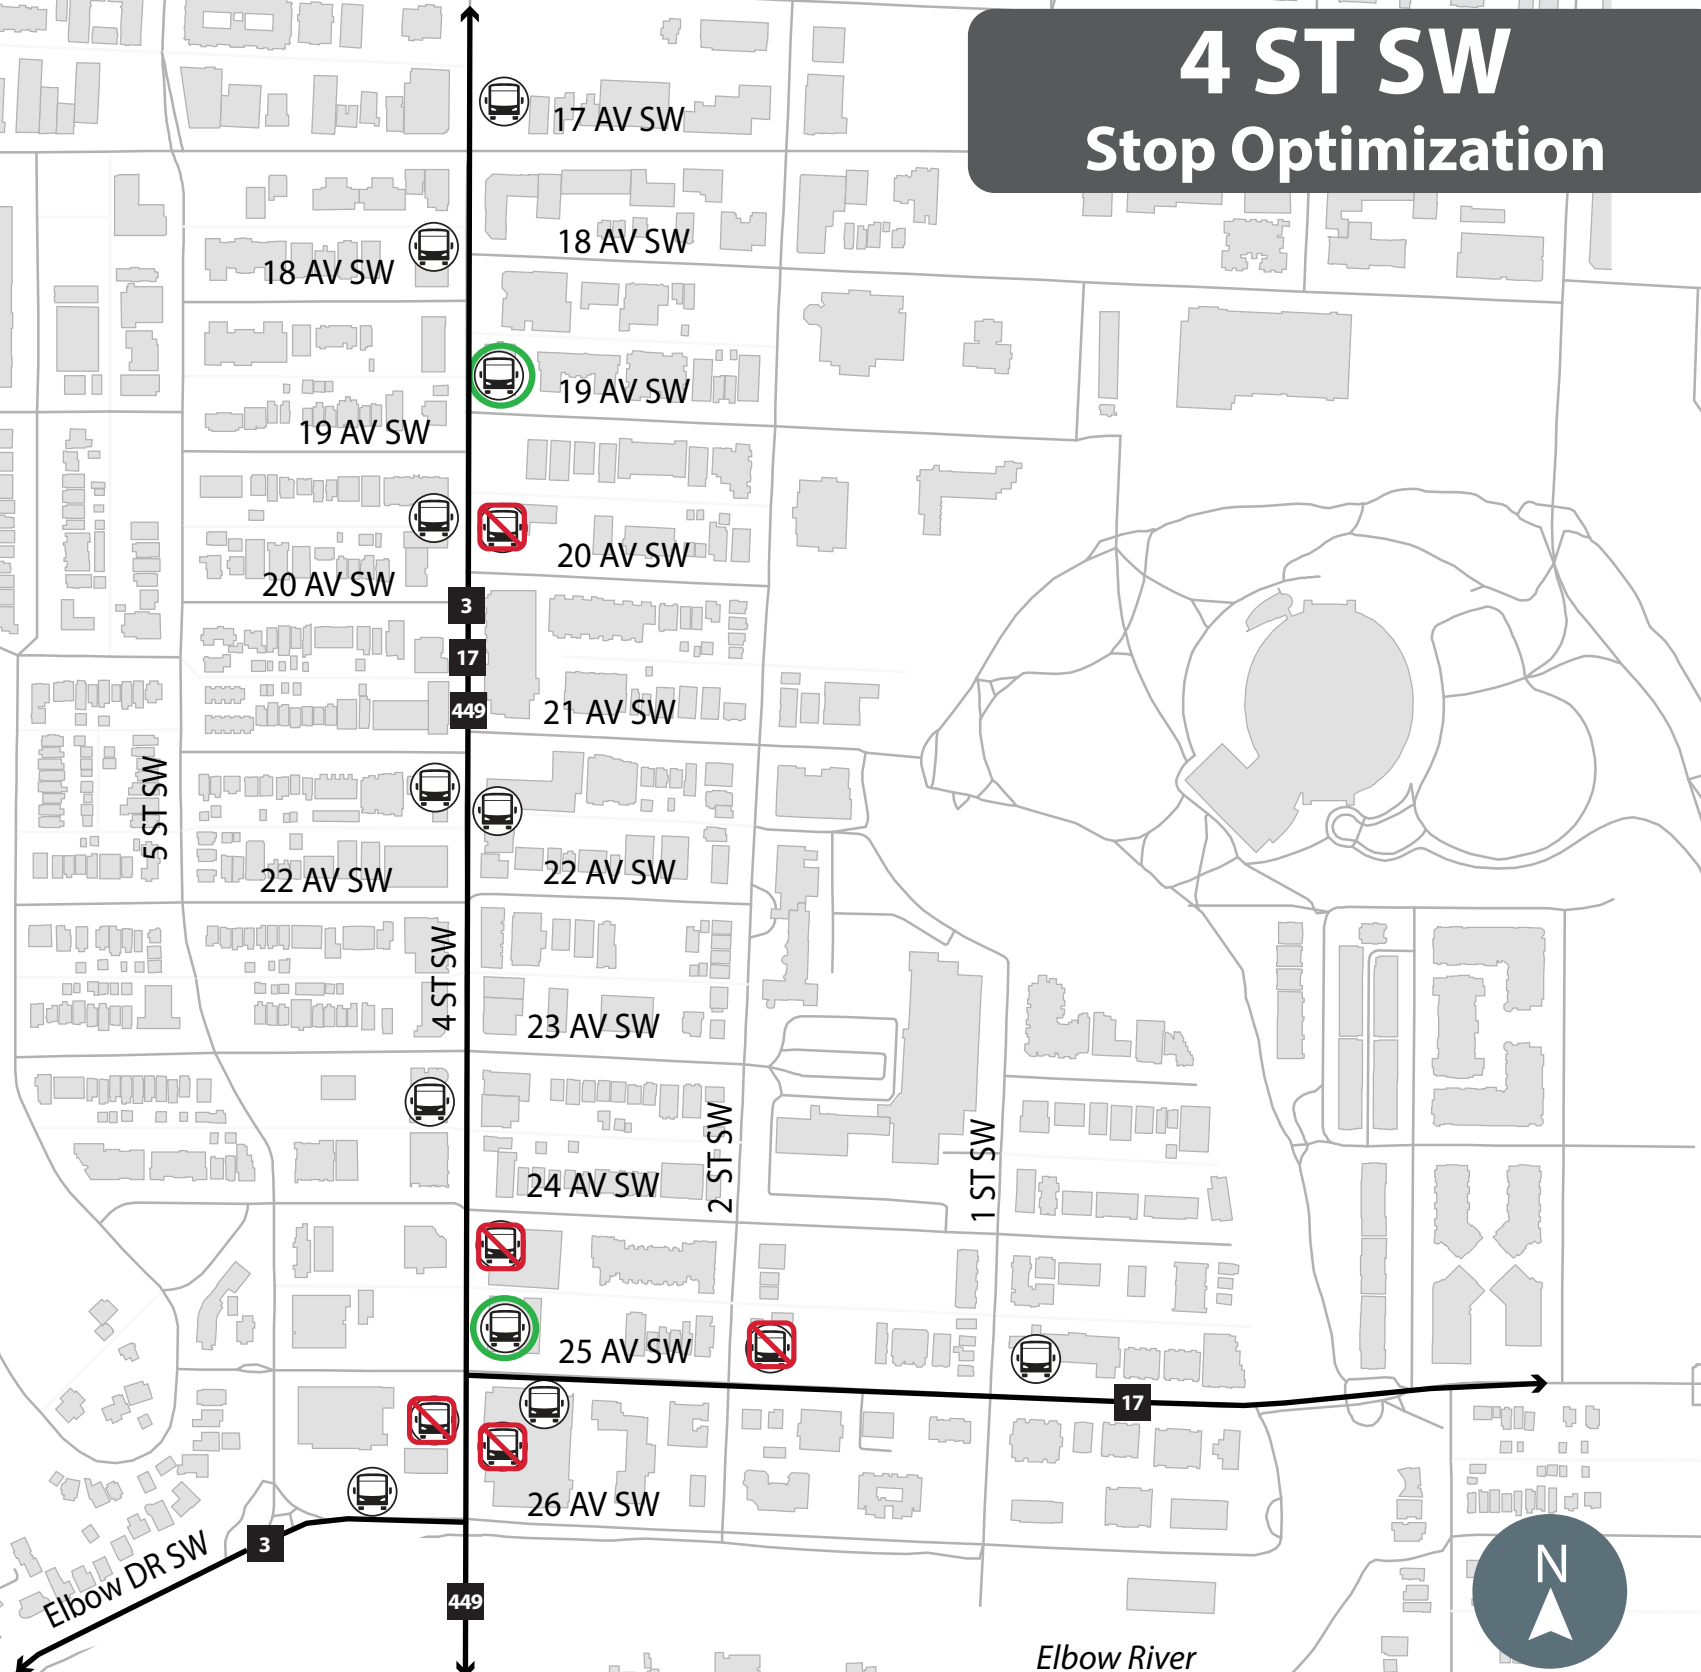 4 ST SW
Stop Optimization
17 AV SW
18 AV SW
18 AV SW
19 AV SW
19 AV SW
20 AV SW
20 AV SW
3
17
449
21 AV SW
5 ST SW
22 AV SW
22 AV SW
4 ST SW
23 AV SW
2 ST SW
1 ST SW
24 AV SW
25 AV SW
17
26 AV SW
3
Elbow DR SW
449
N
Elbow River